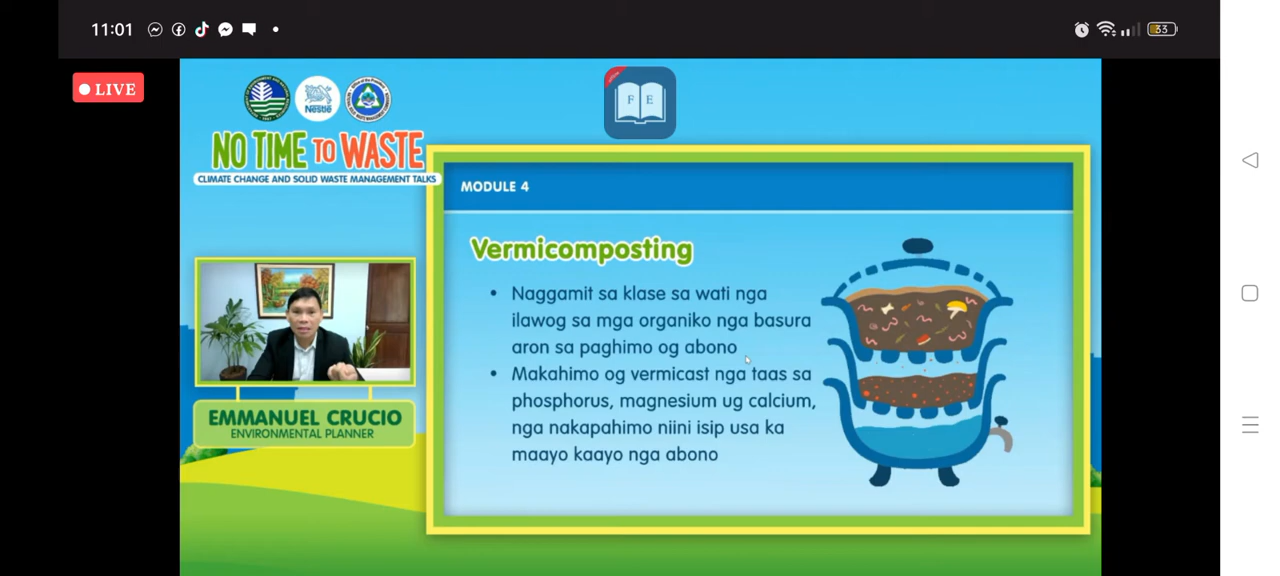 11:01
33
LIVE
Nestle
F E
NO TIME TO WASTE
CLIMATE CHANGE AND SOLID WASTE MANAGEMENT TALKS
MODULE 4
Vermicomposting
• Naggamit sa klase sa wati nga
ilawog sa mga organiko nga basura
aron sa paghimo og abono
• Makahimo og vermicast nga taas sa
phosphorus, magnesium ug calcium,
nga nakapahimo niini isip usa ka
maayo kaayo nga abono
EMMANUEL CRUCIO
ENVIRONMENTAL PLANNER